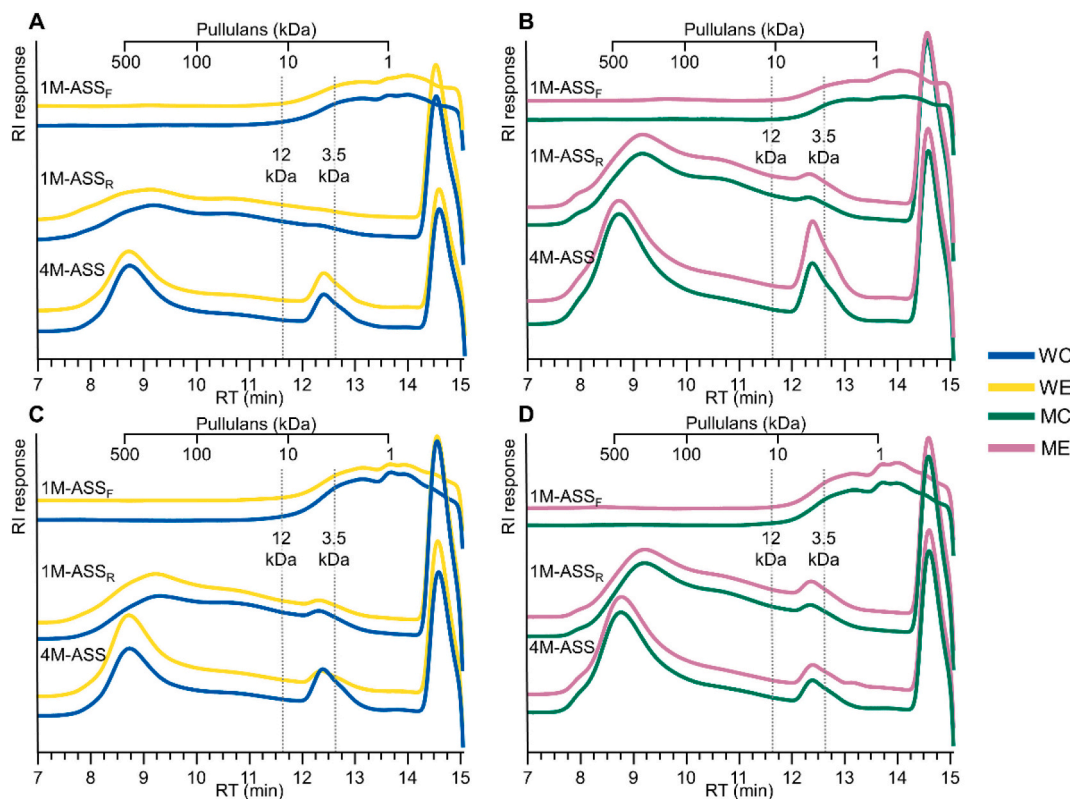 A
Pullulans (kDa)
500 100 10 1
RI response
1M-ASSF
12 kDa
3.5 kDa
1M-ASSR
4M-ASS
7 8 9 10 11 12 13 14 15
RT (min)
B
Pullulans (kDa)
500 100 10 1
RI response
1M-ASSF
12 kDa
3.5 kDa
1M-ASSR
4M-ASS
7 8 9 10 11 12 13 14 15
RT (min)
C
Pullulans (kDa)
500 100 10 1
RI response
1M-ASSF
12 kDa
3.5 kDa
1M-ASSR
4M-ASS
7 8 9 10 11 12 13 14 15
RT (min)
D
Pullulans (kDa)
500 100 10 1
RI response
1M-ASSF
12 kDa
3.5 kDa
1M-ASSR
4M-ASS
7 8 9 10 11 12 13 14 15
RT (min)
WE
MC
ME